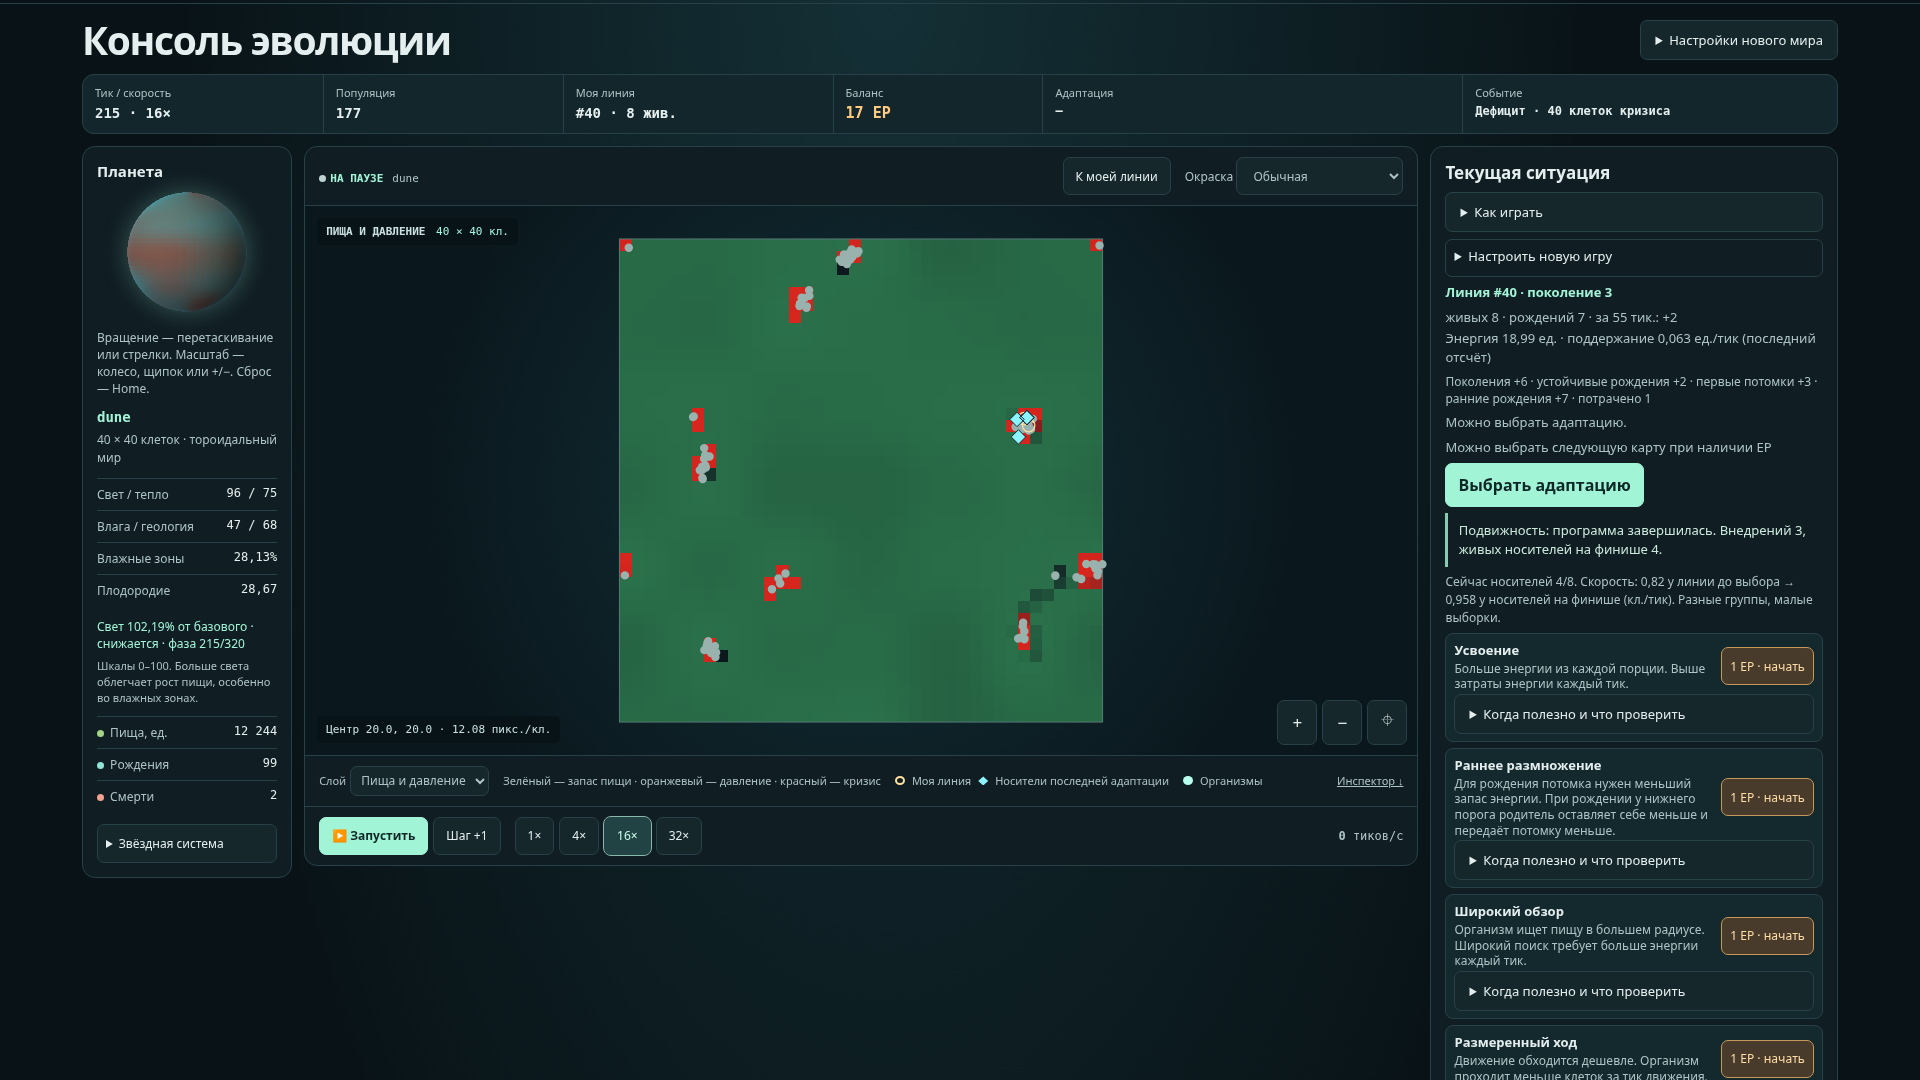 Консоль эволюции
▶ Настройки нового мира
Тик / скорость
215 · 16×
Популяция
177
Моя линия
#40 · 8 жив.
Баланс
17 EP
Адаптация
—
Событие
Дефицит · 40 клеток кризиса
Планета
Вращение — перетаскивание
или стрелки. Масштаб —
колесо, щипок или +/−. Сброс
— Home.
dune
40 × 40 клеток · тороидальный
мир
Свет / тепло 96 / 75
Влага / геология 47 / 68
Влажные зоны 28,13%
Плодородие 28,67
Свет 102,19% от базового ·
снижается · фаза 215/320
Шкалы 0–100. Больше света
облегчает рост пищи, особенно
во влажных зонах.
Пища, ед. 12 244
Рождения 99
Смерти 2
▶ Звёздная система
НА ПАУЗЕ dune
К моей линии
Окраска Обычная
ПИЩА И ДАВЛЕНИЕ 40 × 40 кл.
Центр 20.0, 20.0 · 12.08 пикс./кл.
+ −
Слой Пища и давление
Зелёный — запас пищи · оранжевый — давление · красный — кризис
Моя линия
Носители последней адаптации
Организмы
Инспектор ↓
Запустить
Шаг +1
1× 4× 16× 32×
0 тиков/с
Текущая ситуация
▶ Как играть
▶ Настроить новую игру
Линия #40 · поколение 3
живых 8 · рождений 7 · за 55 тик.: +2
Энергия 18,99 ед. · поддержание 0,063 ед./тик (последний
отсчёт)
Поколения +6 · устойчивые рождения +2 · первые потомки +3 ·
ранние рождения +7 · потрачено 1
Можно выбрать адаптацию.
Можно выбрать следующую карту при наличии EP
Выбрать адаптацию
Подвижность: программа завершилась. Внедрений 3,
живых носителей на финише 4.
Сейчас носителей 4/8. Скорость: 0,82 у линии до выбора →
0,958 у носителей на финише (кл./тик). Разные группы, малые
выборки.
Усвоение
Больше энергии из каждой порции. Выше
затраты энергии каждый тик.
1 EP · начать
▶ Когда полезно и что проверить
Раннее размножение
Для рождения потомка нужен меньший
запас энергии. При рождении у нижнего
порога родитель оставляет себе меньше и
передаёт потомку меньше.
1 EP · начать
▶ Когда полезно и что проверить
Широкий обзор
Организм ищет пищу в большем радиусе.
Широкий поиск требует больше энергии
каждый тик.
1 EP · начать
▶ Когда полезно и что проверить
Размеренный ход
Движение обходится дешевле. Организм
проходит меньше клеток за тик движения.
1 EP · начать